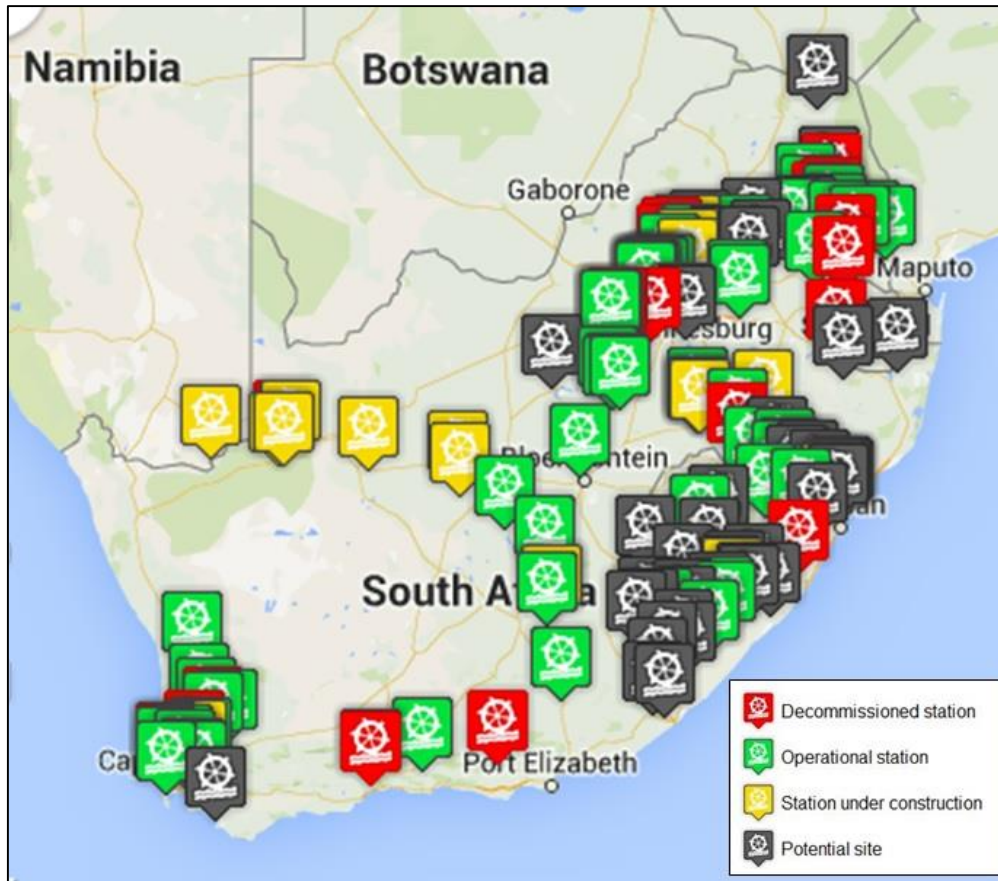 Namibia
Botswana
Gaborone
Maputo
South
Port Elizabeth
Decommissioned station
Operational station
Station under construction
Potential site